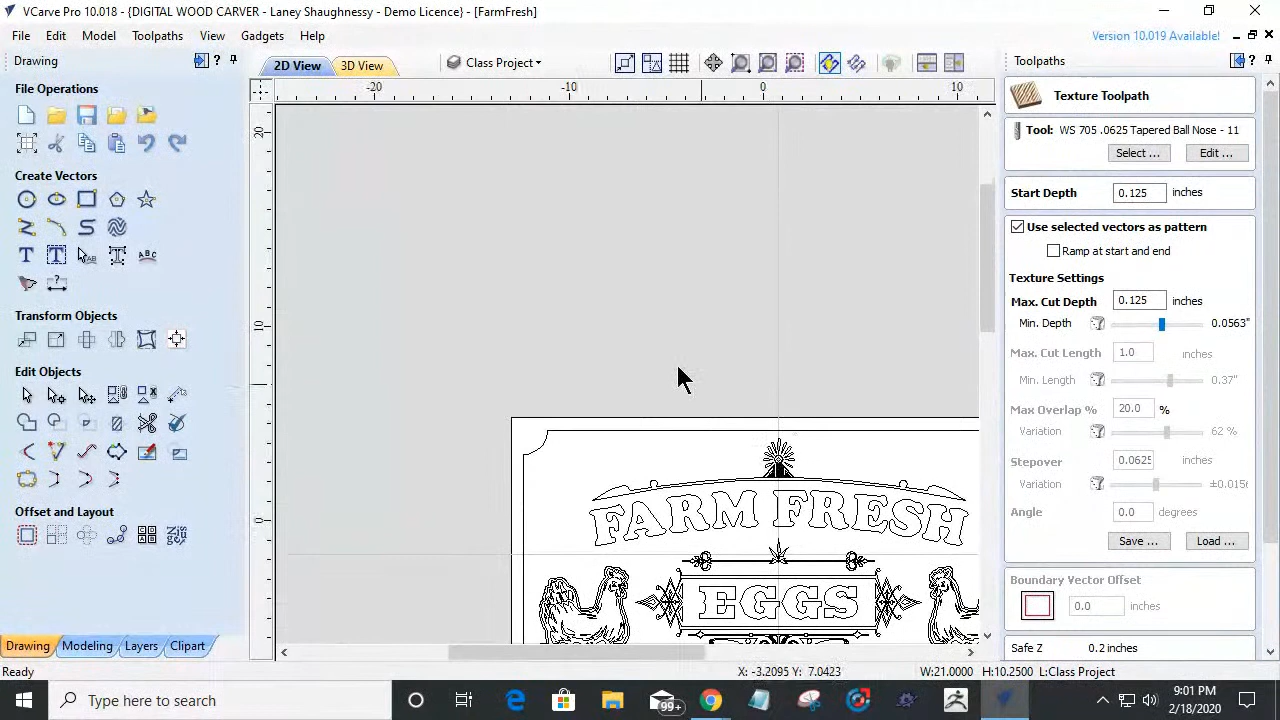 VCarve Pro 10.018 - {DIGITAL WOOD CARVER - Laney Shaughnessy - Demo Licence} - [FarmFresh]
File Edit Model Toolpaths View Gadgets Help
Version 10.019 Available!
Drawing
2D View 3D View
Class Project
Toolpaths
File Operations
-20 -10 0 10
Texture Toolpath
20
10
0
Tool: WS 705 .0625 Tapered Ball Nose - 11
Select ... Edit ...
Create Vectors
Start Depth 0.125 inches
Use selected vectors as pattern
Ramp at start and end
Texture Settings
Max. Cut Depth 0.125 inches
Min. Depth 0.0563"
Transform Objects
Max. Cut Length 1.0 inches
Edit Objects
Min. Length 0.37"
Max Overlap % 20.0 %
Variation 62 %
Stepover 0.0625 inches
Variation
Offset and Layout
Angle 0.0 degrees
Save ... Load ...
FARM FRESH
EGGS
Boundary Vector Offset
0.0 inches
Drawing Modeling Layers Clipart
Safe Z 0.2 inches
Ready
X: -3.2095 Y: 7.0423
W:21.0000 H:10.2500 L:Class Project
Type here to search
99+
9:01 PM
2/18/2020